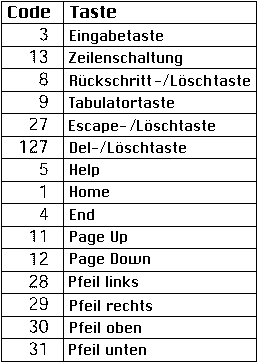 Code Taste
3 Eingabetaste
13 Zeilenschaltung
8 Rückschritt-/Löschtaste
9 Tabulatortaste
27 Escape-/Löschtaste
127 Del-/Löschtaste
5 Help
1 Home
4 End
11 Page Up
12 Page Down
28 Pfeil links
29 Pfeil rechts
30 Pfeil oben
31 Pfeil unten